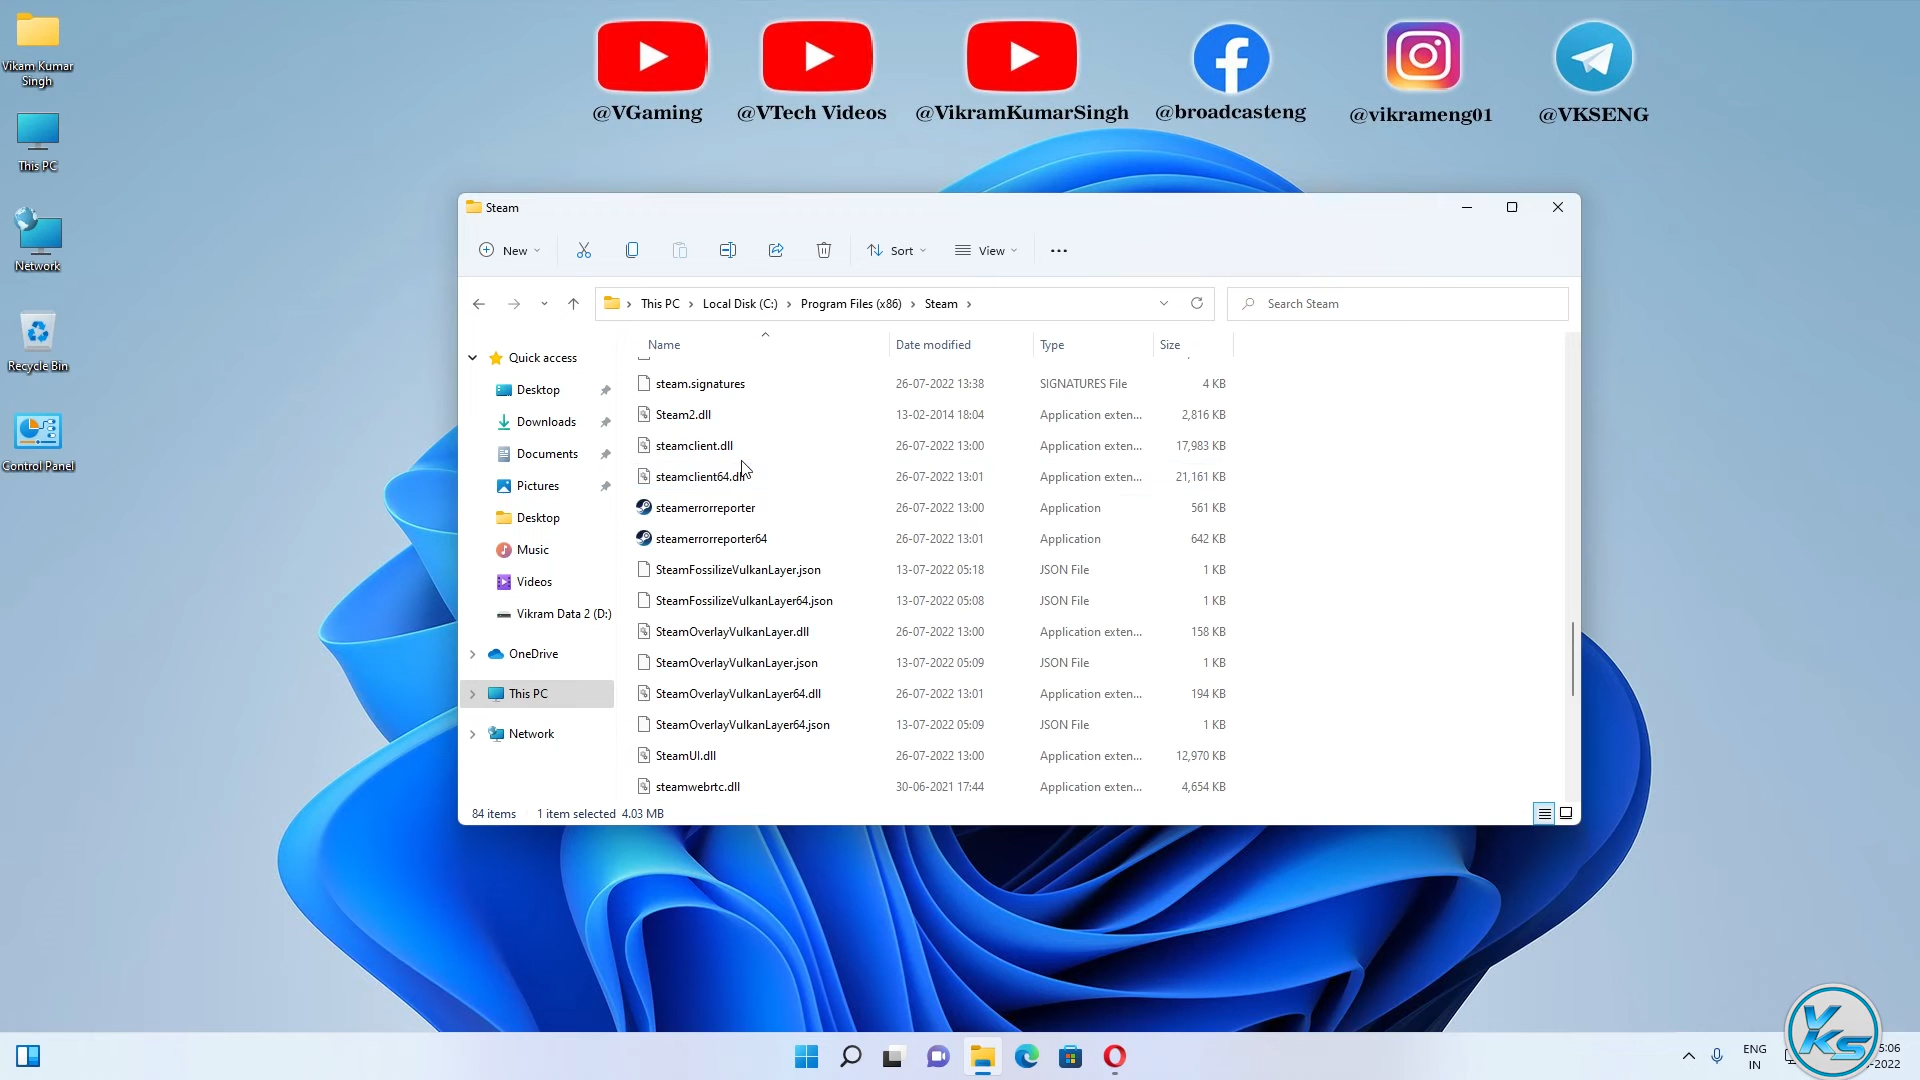 @VGaming
@VTech Videos
@VikramKumarSingh
@broadcasteng
@vikrameng01
@VKSENG
Vikam Kumar
Singh
This PC
Network
Recycle Bin
Control Panel
Steam
New
Sort
View
This PC
Local Disk (C:)
Program Files (x86)
Steam
Search Steam
Quick access
Desktop
Downloads
Documents
Pictures
Desktop
Music
Videos
Vikram Data 2 (D:)
OneDrive
This PC
Network
Name Date modified Type Size
steam.signatures 26-07-2022 13:38 SIGNATURES File 4 KB
Steam2.dll 13-02-2014 18:04 Application exten... 2,816 KB
steamclient.dll 26-07-2022 13:00 Application exten... 17,983 KB
steamclient64.dll 26-07-2022 13:01 Application exten... 21,161 KB
steamerrorreporter 26-07-2022 13:00 Application 561 KB
steamerrorreporter64 26-07-2022 13:01 Application 642 KB
SteamFossilizeVulkanLayer.json 13-07-2022 05:18 JSON File 1 KB
SteamFossilizeVulkanLayer64.json 13-07-2022 05:08 JSON File 1 KB
SteamOverlayVulkanLayer.dll 26-07-2022 13:00 Application exten... 158 KB
SteamOverlayVulkanLayer.json 13-07-2022 05:09 JSON File 1 KB
SteamOverlayVulkanLayer64.dll 26-07-2022 13:01 Application exten... 194 KB
SteamOverlayVulkanLayer64.json 13-07-2022 05:09 JSON File 1 KB
SteamUI.dll 26-07-2022 13:00 Application exten... 12,970 KB
steamwebrtc.dll 30-06-2021 17:44 Application exten... 4,654 KB
84 items 1 item selected 4.03 MB
ENG
IN
5:06
-2022
VKS